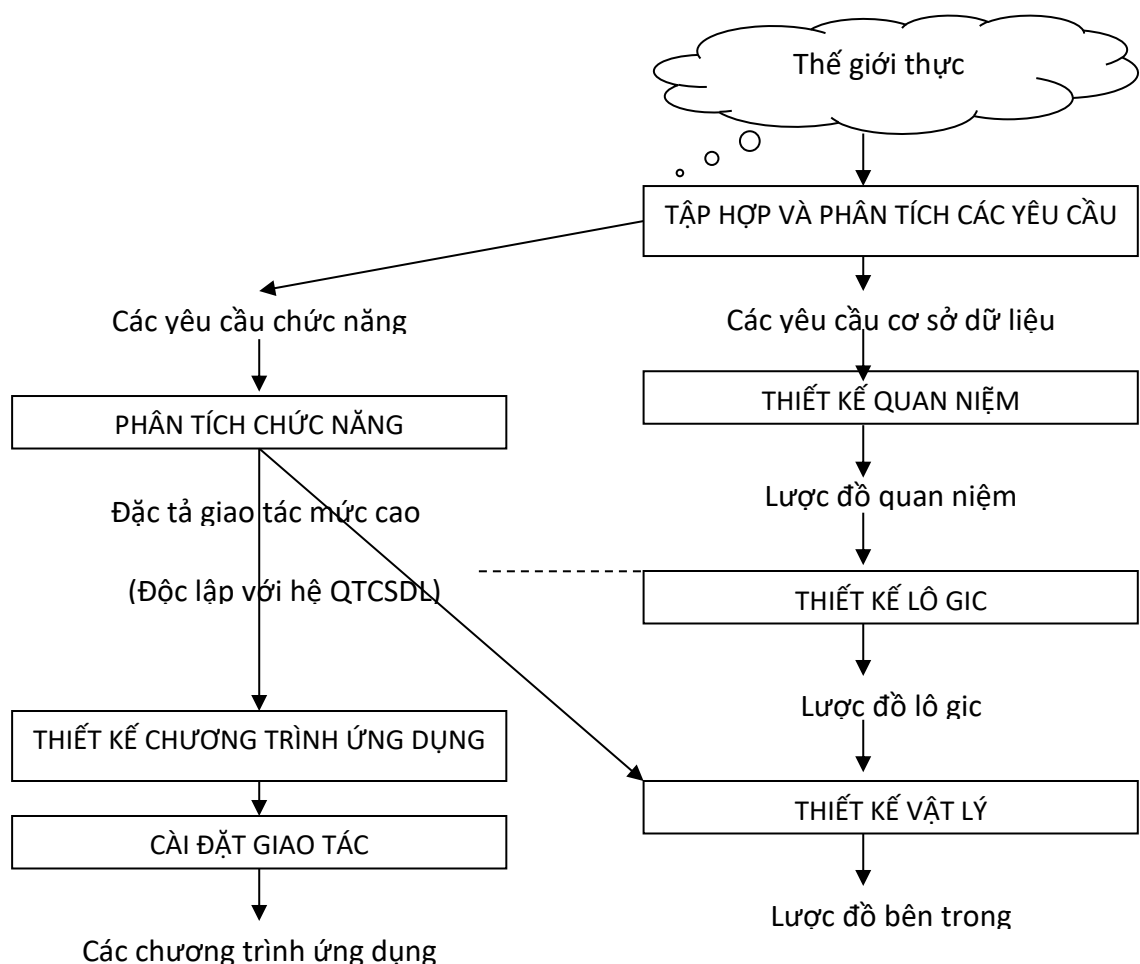 Thế giới thực
TẬP HỢP VÀ PHÂN TÍCH CÁC YÊU CẦU
Các yêu cầu chức năng
Các yêu cầu cơ sở dữ liệu
PHÂN TÍCH CHỨC NĂNG
THIẾT KẾ QUAN NIỆM
Đặc tả giao tác mức cao
Lược đồ quan niệm
(Độc lập với hệ QTCSDL)
THIẾT KẾ LÔ GIC
Lược đồ lô gic
THIẾT KẾ CHƯƠNG TRÌNH ỨNG DỤNG
THIẾT KẾ VẬT LÝ
CÀI ĐẶT GIAO TÁC
Lược đồ bên trong
Các chương trình ứng dụng